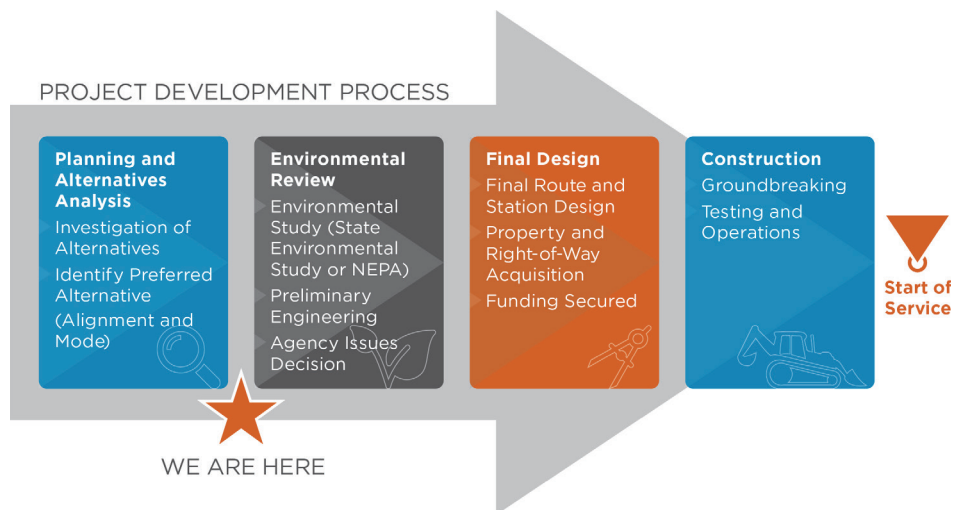 PROJECT DEVELOPMENT PROCESS
Planning and
Alternatives
Analysis
Investigation of
Alternatives
Identify Preferred
Alternative
(Alignment and
Mode)
Environmental
Review
Environmental
Study (State
Environmental
Study or NEPA)
Preliminary
Engineering
Agency Issues
Decision
Final Design
Final Route and
Station Design
Property and
Right-of-Way
Acquisition
Funding Secured
Construction
Groundbreaking
Testing and
Operations
Start of
Service
WE ARE HERE